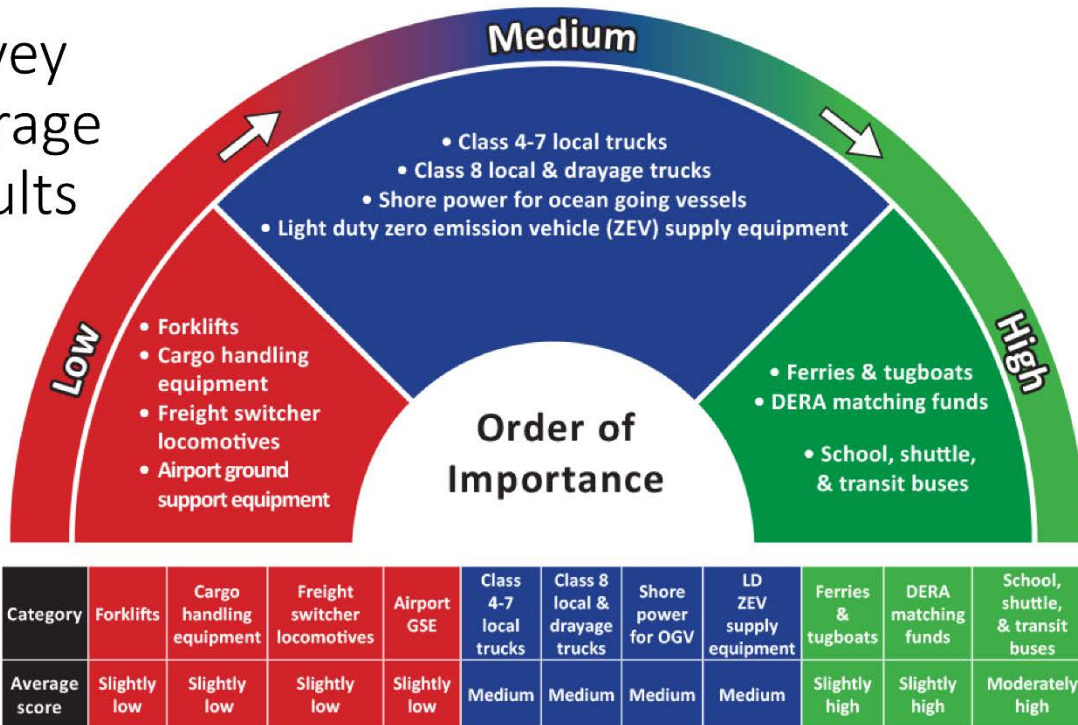 Medium
• Class 4-7 local trucks
• Class 8 local & drayage trucks
• Shore power for ocean going vessels
• Light duty zero emission vehicle (ZEV) supply equipment
Low
• Forklifts
• Cargo handling
equipment
• Freight switcher
locomotives
• Airport ground
support equipment
High
• Ferries & tugboats
• DERA matching funds
• School, shuttle,
& transit buses
Order of
Importance
Category
Forklifts
Cargo
handling
equipment
Freight
switcher
locomotives
Airport
GSE
Class
4-7
local
trucks
Class 8
local &
drayage
trucks
Shore
power
for OGV
LD
ZEV
supply
equipment
Ferries
&
tugboats
DERA
matching
funds
School,
shuttle,
& transit
buses
Average
score
Slightly
low
Slightly
low
Slightly
low
Slightly
low
Medium
Medium
Medium
Medium
Slightly
high
Slightly
high
Moderately
high